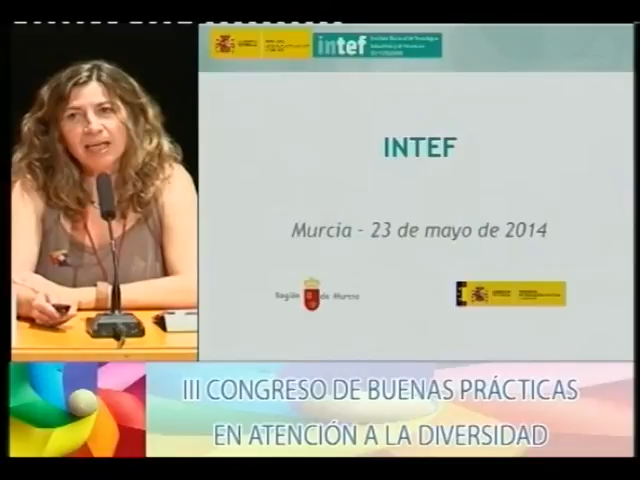 intef
INTEF
Murcia - 23 de mayo de 2014
Región de Murcia
III CONGRESO DE BUENAS PRÁCTICAS
EN ATENCIÓN A LA DIVERSIDAD